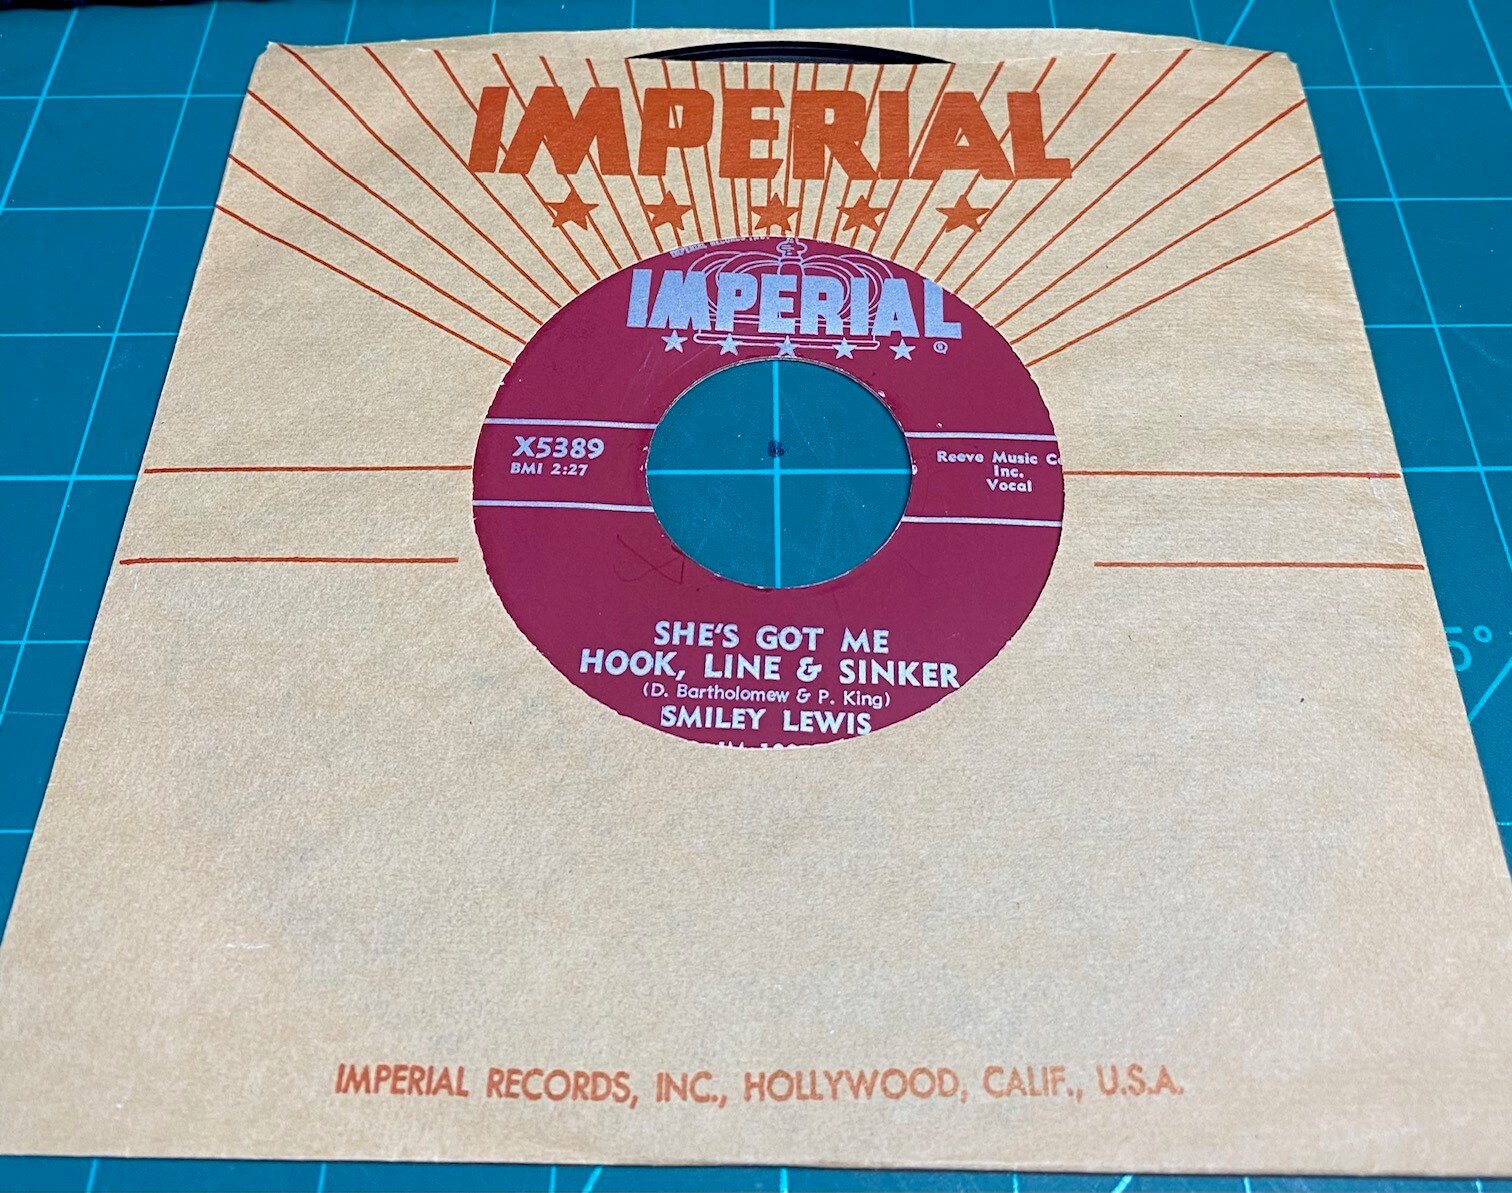 IMPERIAL
IMPERIAL
®
X5389
BMI 2:27
Reeve Music
Inc.
Vocal
SHE'S GOT ME
HOOK, LINE & SINKER
(D. Bartholomew & P. King)
SMILEY LEWIS
5°
IMPERIAL RECORDS, INC., HOLLYWOOD, CALIF., U.S.A.